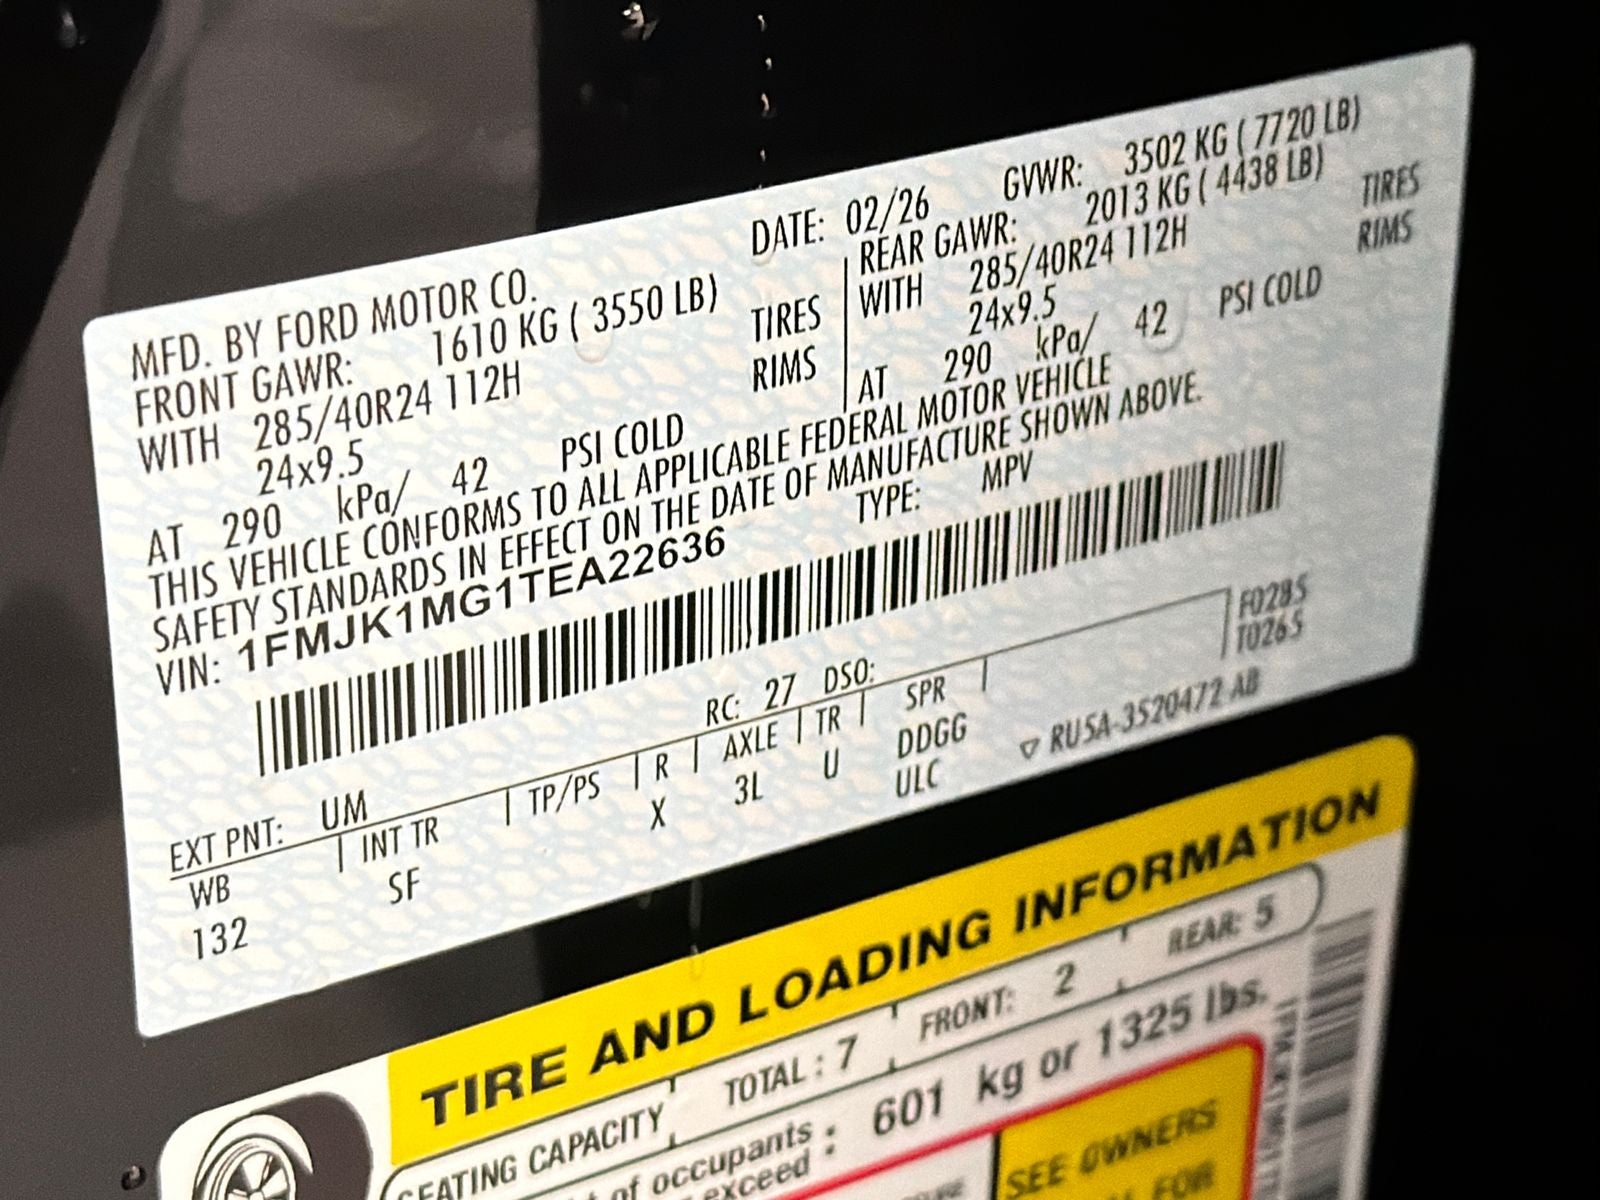 MFD. BY FORD MOTOR CO.
DATE: 02/26
GVWR: 3502 KG ( 7720 LB)
FRONT GAWR: 1610 KG ( 3550 LB)
WITH 285/40R24 112H TIRES
24x9.5 RIMS
AT 290 kPa/ 42 PSI COLD
REAR GAWR: 2013 KG ( 4438 LB)
WITH 285/40R24 112H TIRES
24x9.5 RIMS
AT 290 kPa/ 42 PSI COLD
THIS VEHICLE CONFORMS TO ALL APPLICABLE FEDERAL MOTOR VEHICLE
SAFETY STANDARDS IN EFFECT ON THE DATE OF MANUFACTURE SHOWN ABOVE.
VIN: 1FMJK1MG1TEA22636
TYPE: MPV
F0285
T0265
EXT PNT: UM RC: 27 DSO:
WB INT TR TP/PS R AXLE TR SPR
132 SF X 3L U DDGG
ULC
RU5A-3520472 AB
TIRE AND LOADING INFORMATION
SEATING CAPACITY TOTAL : 7 FRONT: 2 REAR: 5
of occupants :
exceed : 601 kg or 1325 lbs.
SEE OWNERS
FOR